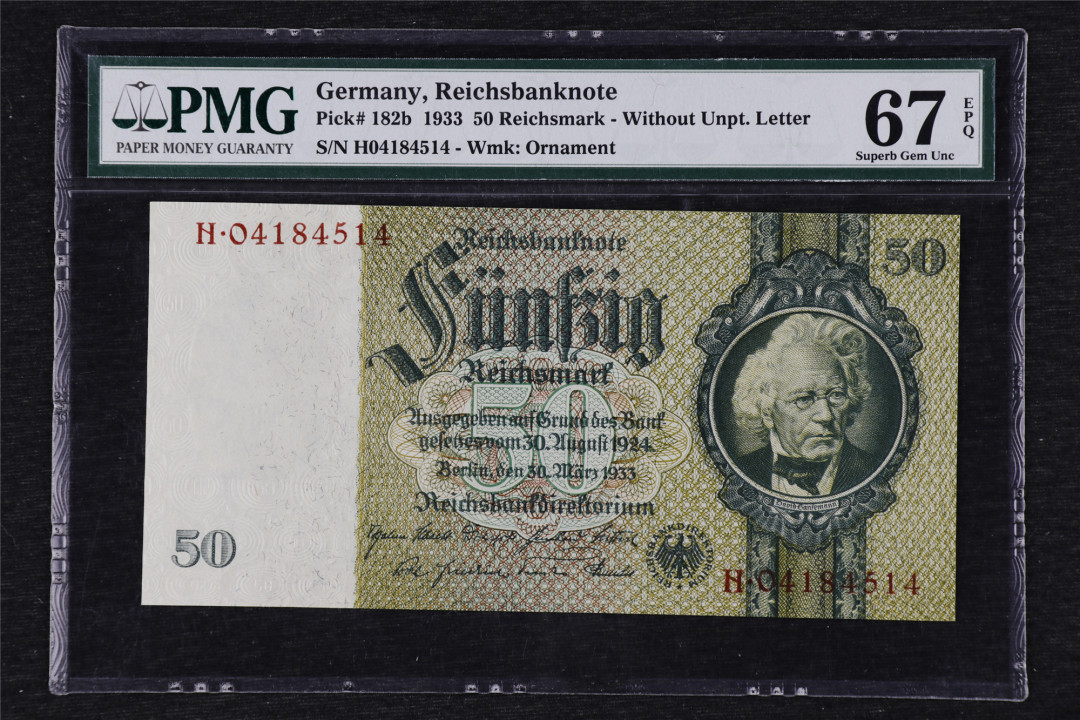 PMG
PAPER MONEY GUARANTY
Germany, Reichsbanknote
Pick# 182b 1933 50 Reichsmark - Without Unpt. Letter
S/N H04184514 - Wmk: Ornament
67
EPQ
Superb Gem Unc
H·04184514
Reichsbanknote
50
Fünfzig
Reichsmark
50
Ausgegeben auf Grund des Bank
gesetzes vom 30. August 1924
Berlin, den 30. März 1933
Reichsbankdirektorium
50
H·04184514